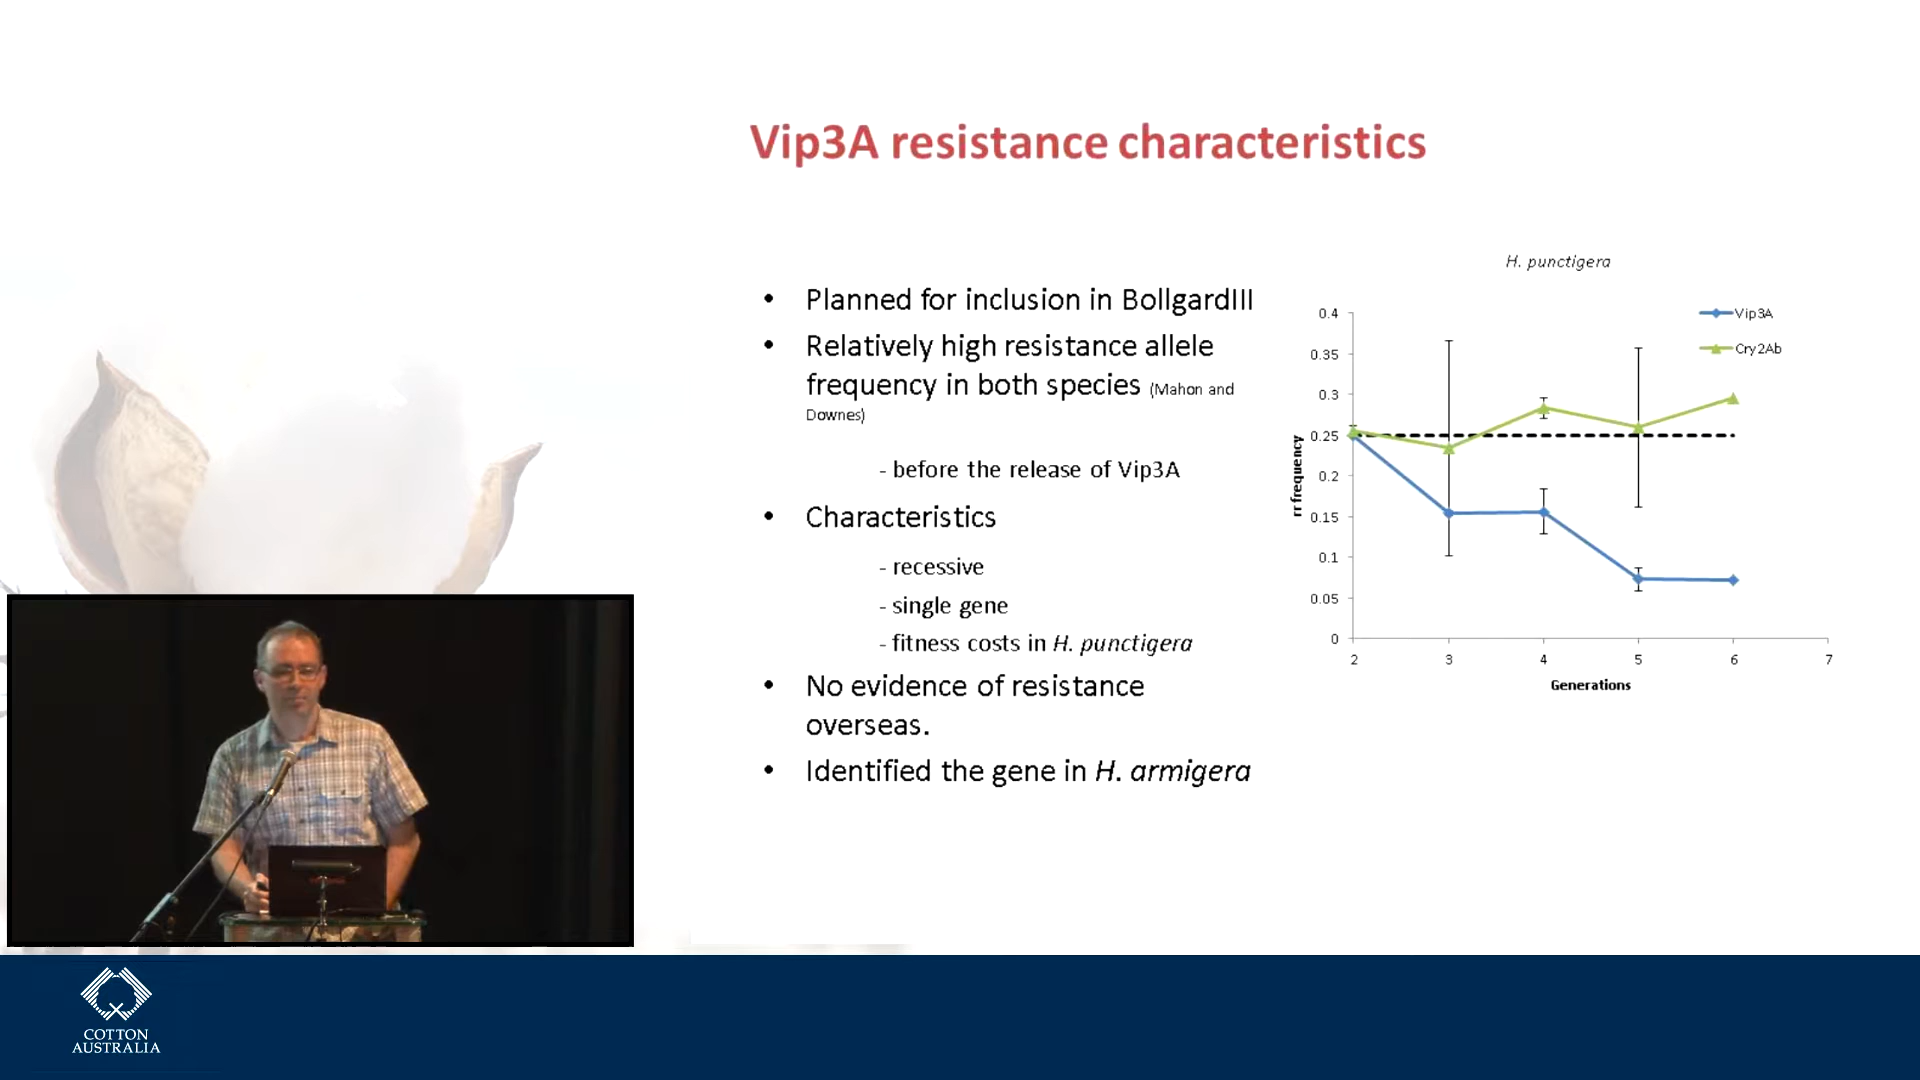 Vip3A resistance characteristics
• Planned for inclusion in BollgardIII
• Relatively high resistance allele
frequency in both species (Mahon and
Downes)
- before the release of Vip3A
• Characteristics
- recessive
- single gene
- fitness costs in H. punctigera
• No evidence of resistance
overseas.
• Identified the gene in H. armigera
H. punctigera
Vip3A
Cry2Ab
rr frequency
0.4
0.35
0.3
0.25
0.2
0.15
0.1
0.05
0
2 3 4 5 6 7
Generations
COTTON
AUSTRALIA